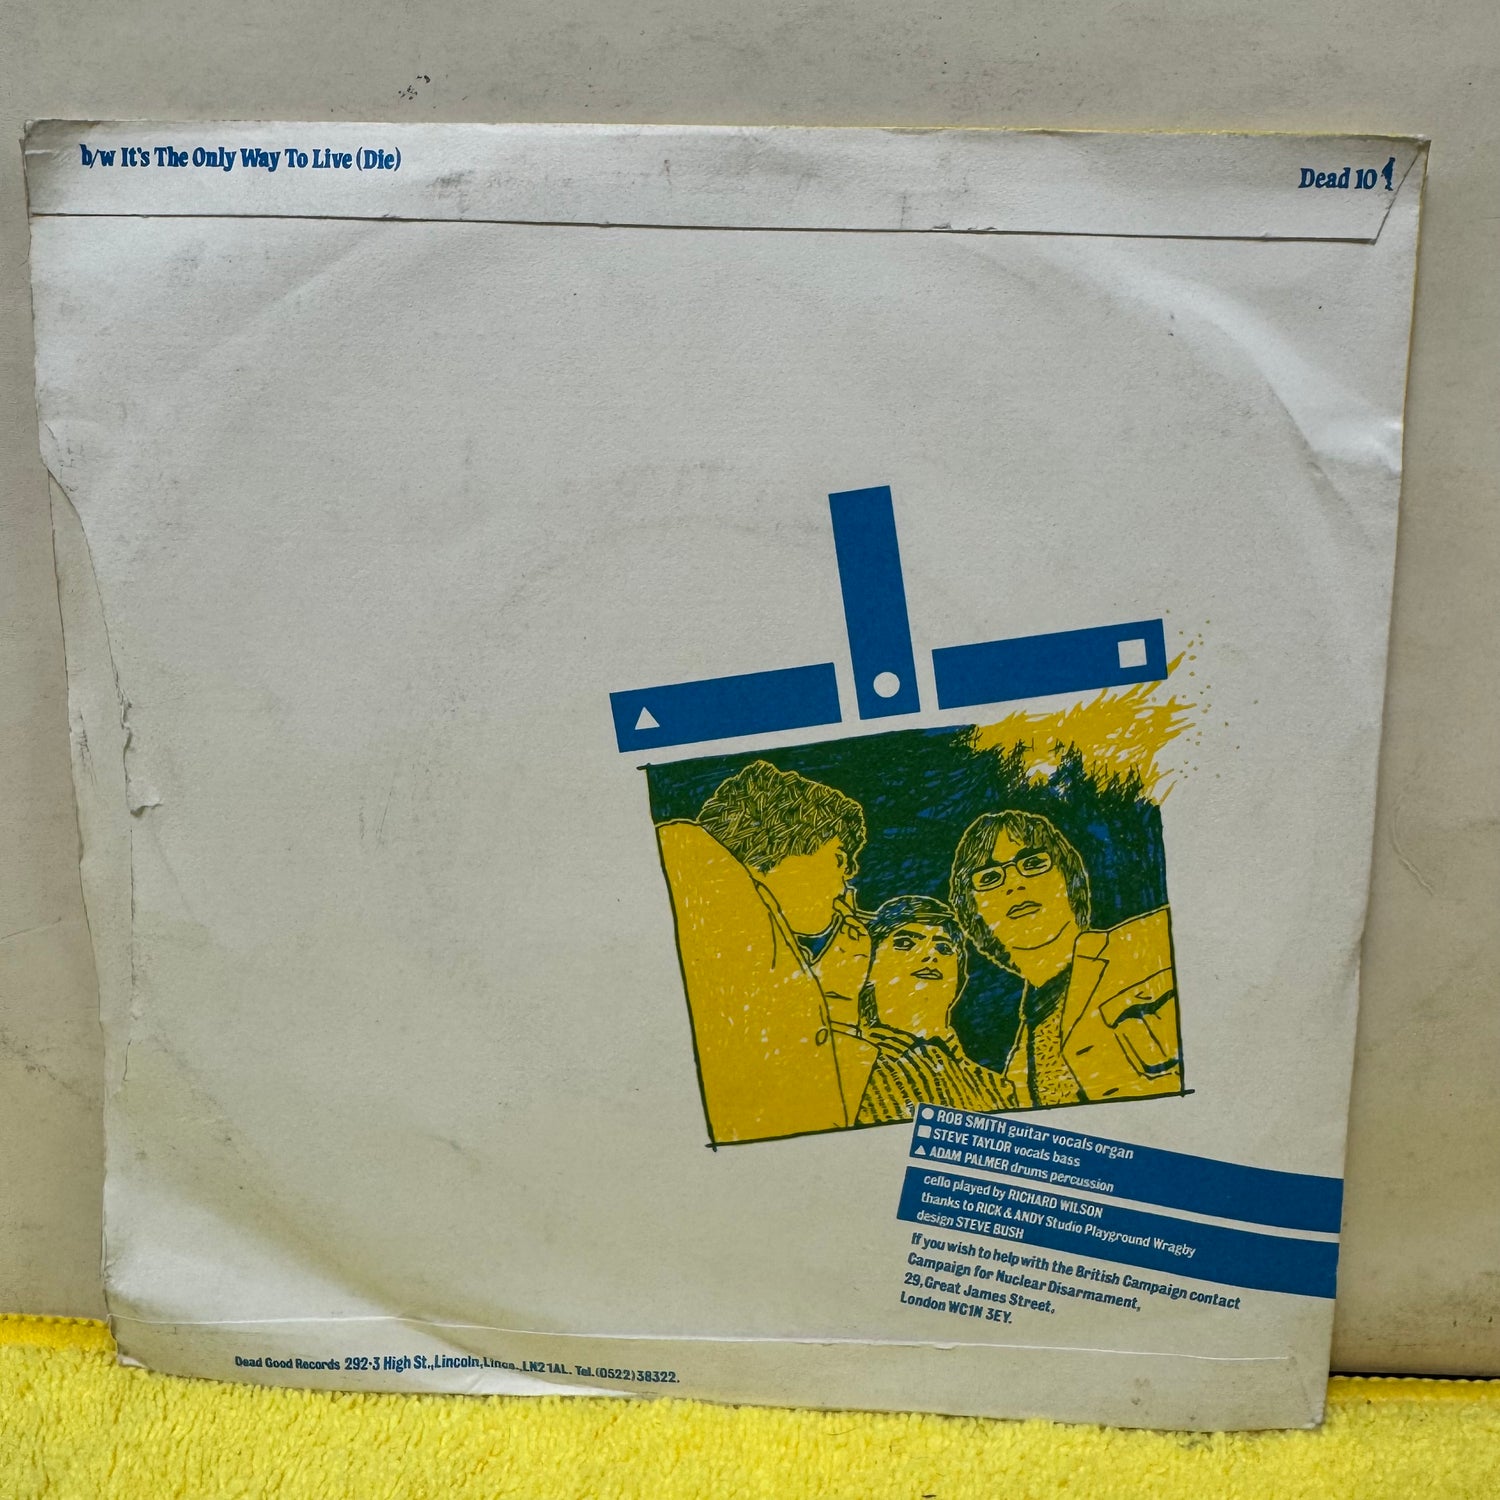 b/w It's The Only Way To Live (Die)
Dead 10
ROB SMITH guitar vocals organ
STEVE TAYLOR vocals bass
ADAM PALMER drums percussion
cello played by RICHARD WILSON
thanks to RICK & ANDY Studio Playground Wragby
design STEVE BUSH
If you wish to help with the British Campaign contact
Campaign for Nuclear Disarmament,
29, Great James Street,
London WC1N 3EY.
Dead Good Records 292-3 High St., Lincoln, Lincs., LN2 1AL. Tel. (0522) 38322.